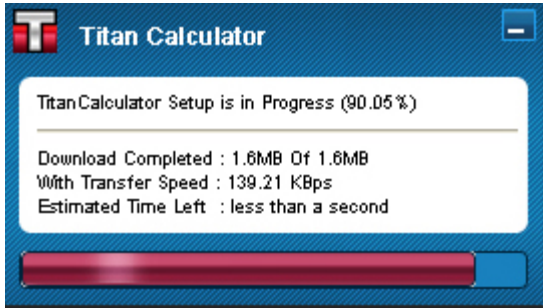 T Titan Calculator
TitanCalculator Setup is in Progress (90.05%)
Download Completed : 1.6MB Of 1.6MB
With Transfer Speed : 139.21 KBps
Estimated Time Left : less than a second